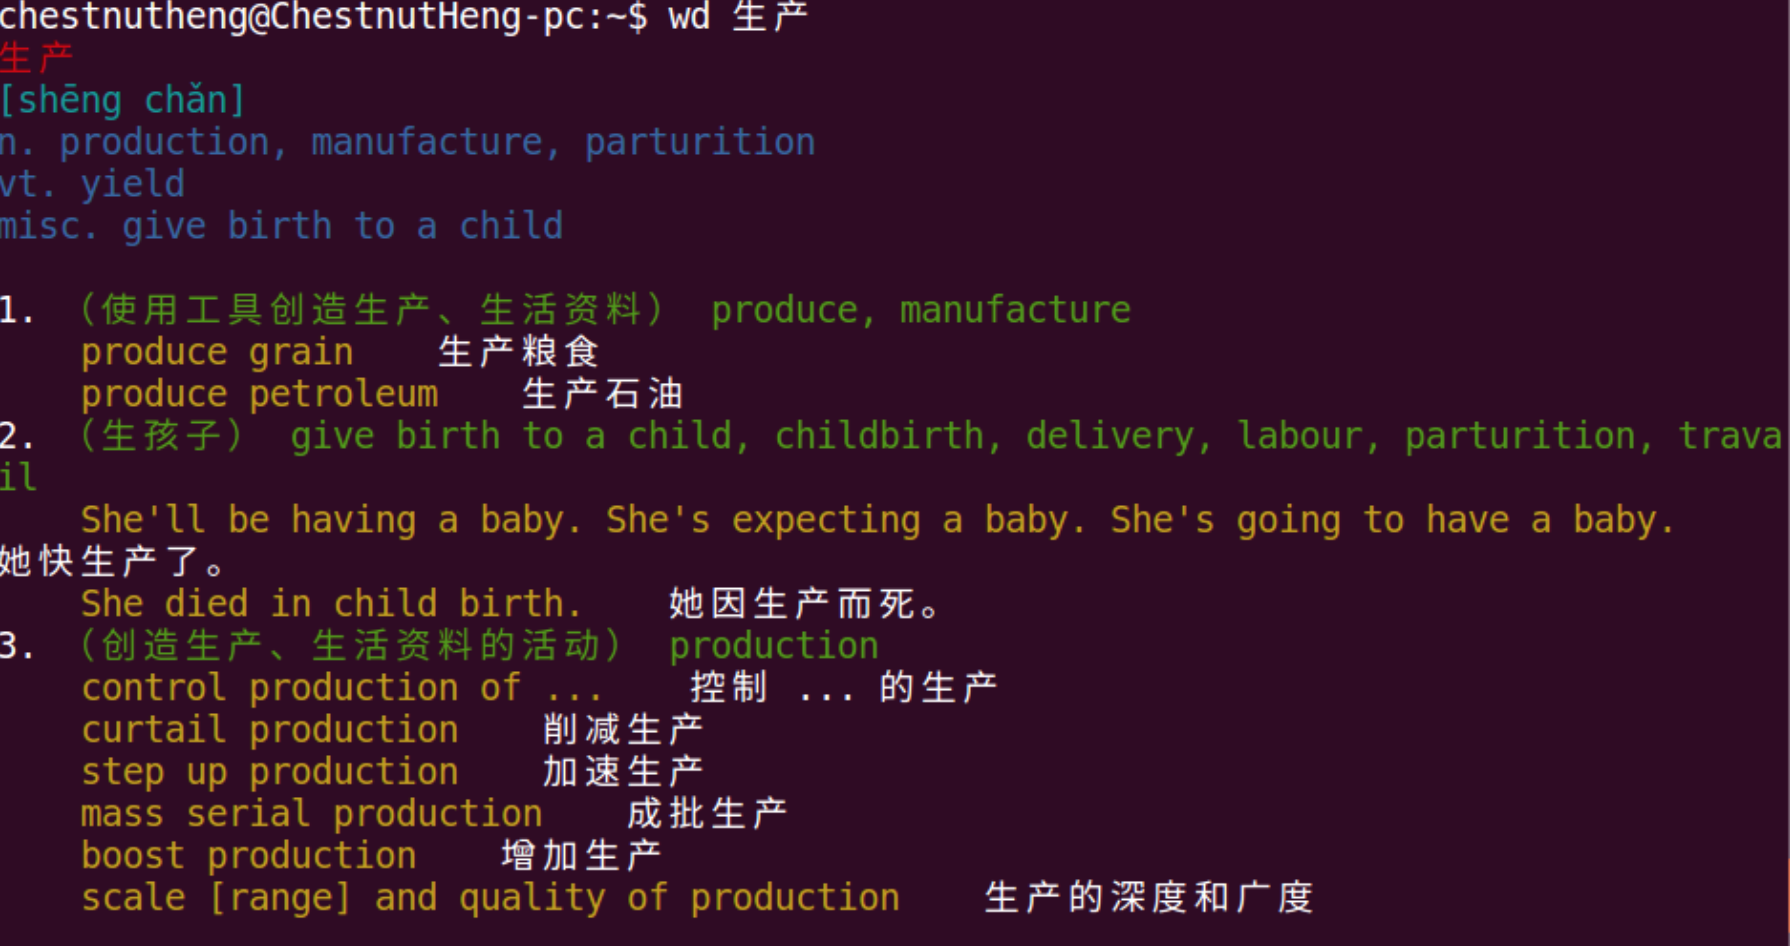 chestnutheng@ChestnutHeng-pc:~$ wd 生产
生产
[shēng chǎn]
n. production, manufacture, parturition
vt. yield
misc. give birth to a child
1. （使用工具创造生产、生活资料） produce, manufacture
produce grain 生产粮食
produce petroleum 生产石油
2. （生孩子） give birth to a child, childbirth, delivery, labour, parturition, trava
il
She'll be having a baby. She's expecting a baby. She's going to have a baby.
她快生产了。
She died in child birth. 她因生产而死。
3. （创造生产、生活资料的活动） production
control production of ... 控制 ... 的生产
curtail production 削减生产
step up production 加速生产
mass serial production 成批生产
boost production 增加生产
scale [range] and quality of production 生产的深度和广度